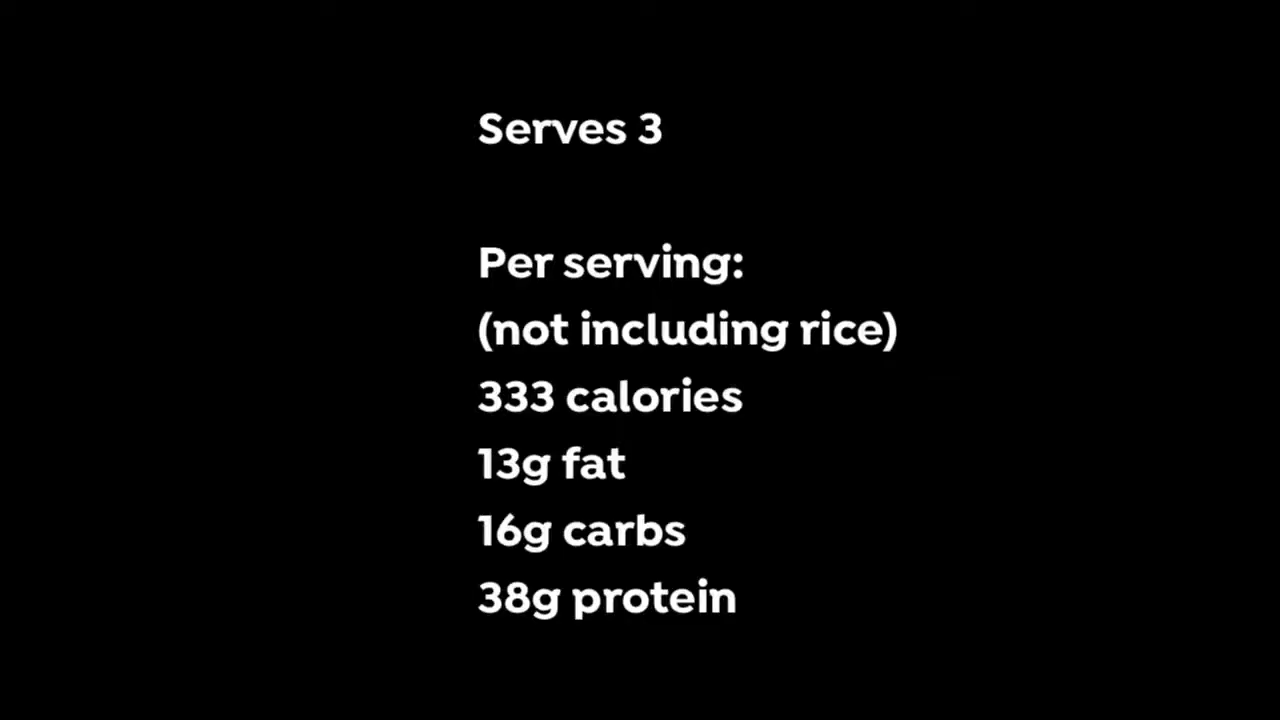 Serves 3
Per serving:
(not including rice)
333 calories
13g fat
16g carbs
38g protein